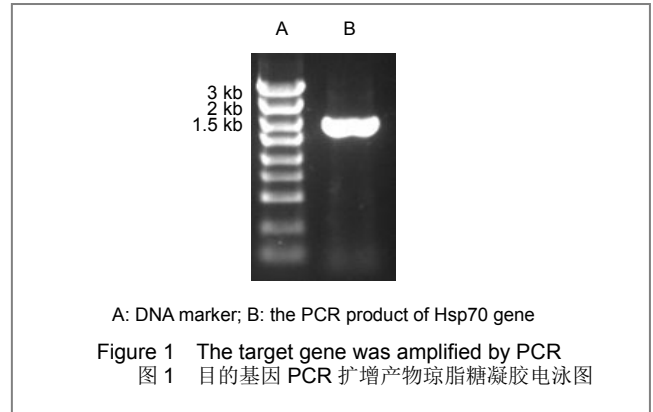 A B
3 kb
2 kb
1.5 kb
A: DNA marker; B: the PCR product of Hsp70 gene
Figure 1 The target gene was amplified by PCR
图 1 目的基因 PCR 扩增产物琼脂糖凝胶电泳图